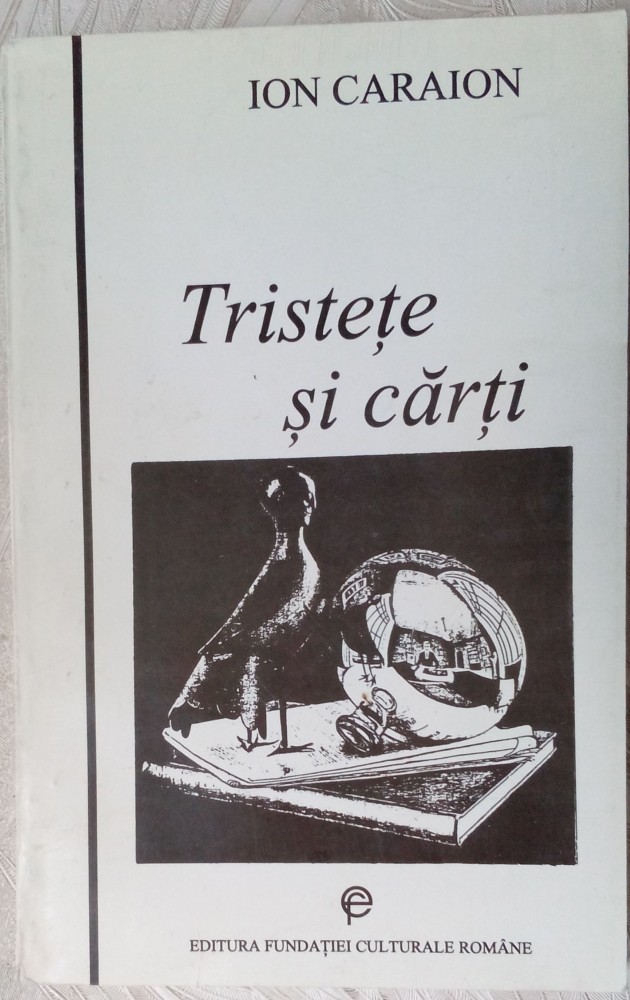 ION CARAION
Tristețe
și cărți
EDITURA FUNDAȚIEI CULTURALE ROMÂNE